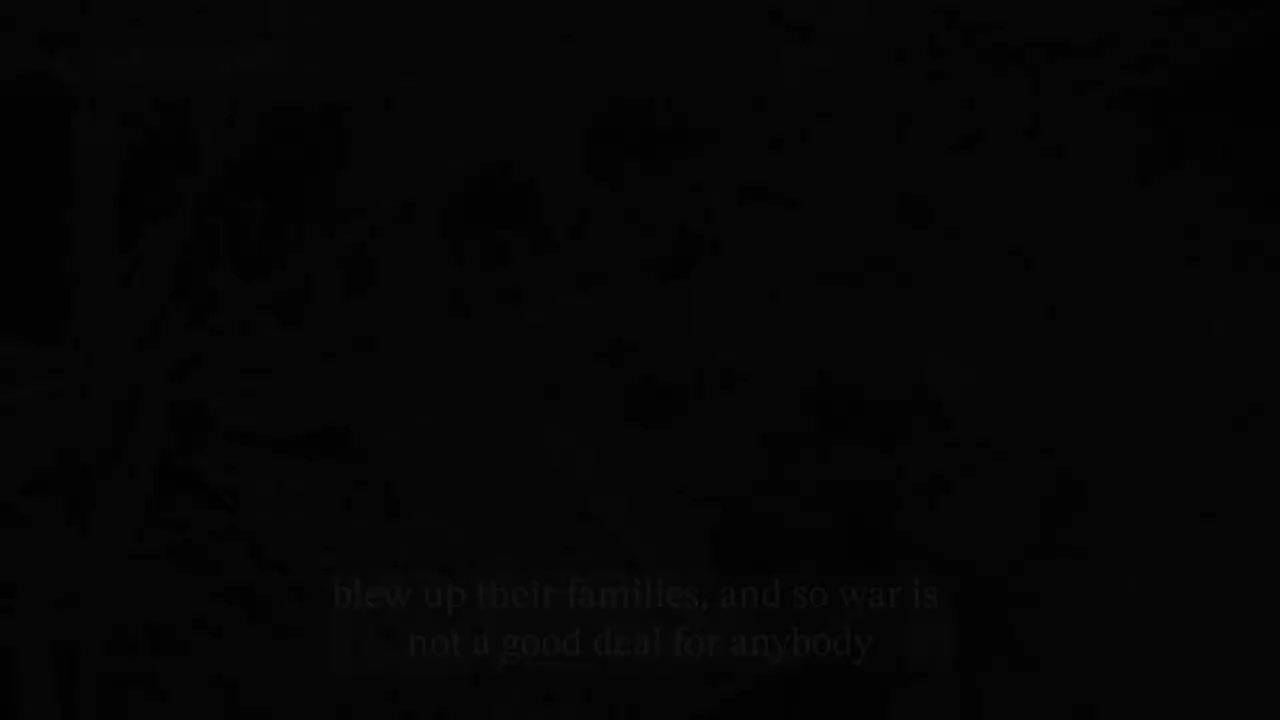 blew up their families, and so war is
not a good deal for anybody